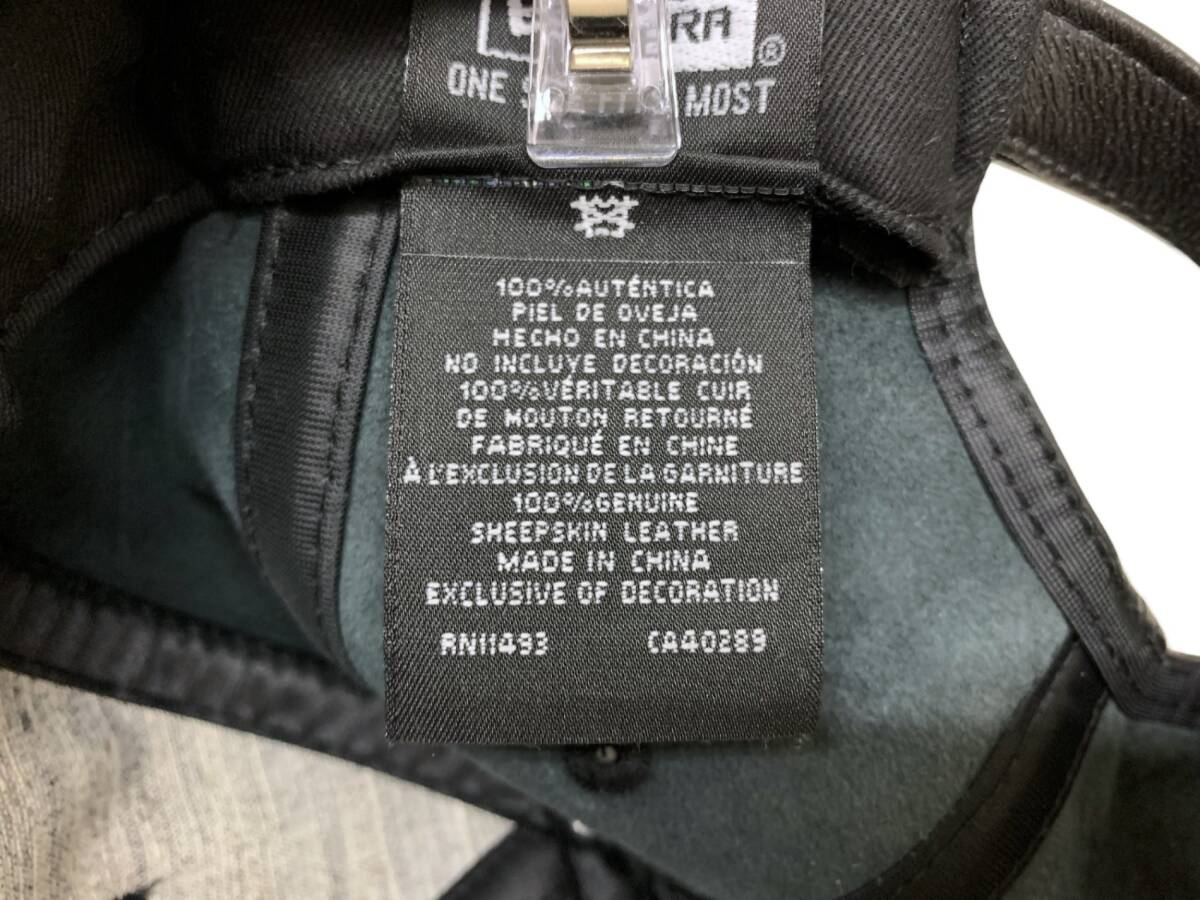 RA
®
ONE
MOST
100%AUTÉNTICA
PIEL DE OVEJA
HECHO EN CHINA
NO INCLUYE DECORACIÓN
100%VÉRITABLE CUIR
DE MOUTON RETOURNÉ
FABRIQUÉ EN CHINE
À L'EXCLUSION DE LA GARNITURE
100%GENUINE
SHEEPSKIN LEATHER
MADE IN CHINA
EXCLUSIVE OF DECORATION
RN11493 CA40289